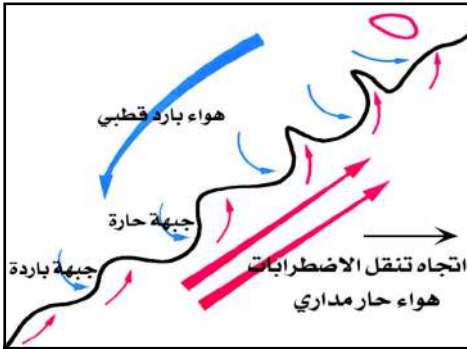 هواء بارد قطبي
جبهة حارة
جبهة باردة
اتجاه تنقل الاضطرابات
هواء حار مداري